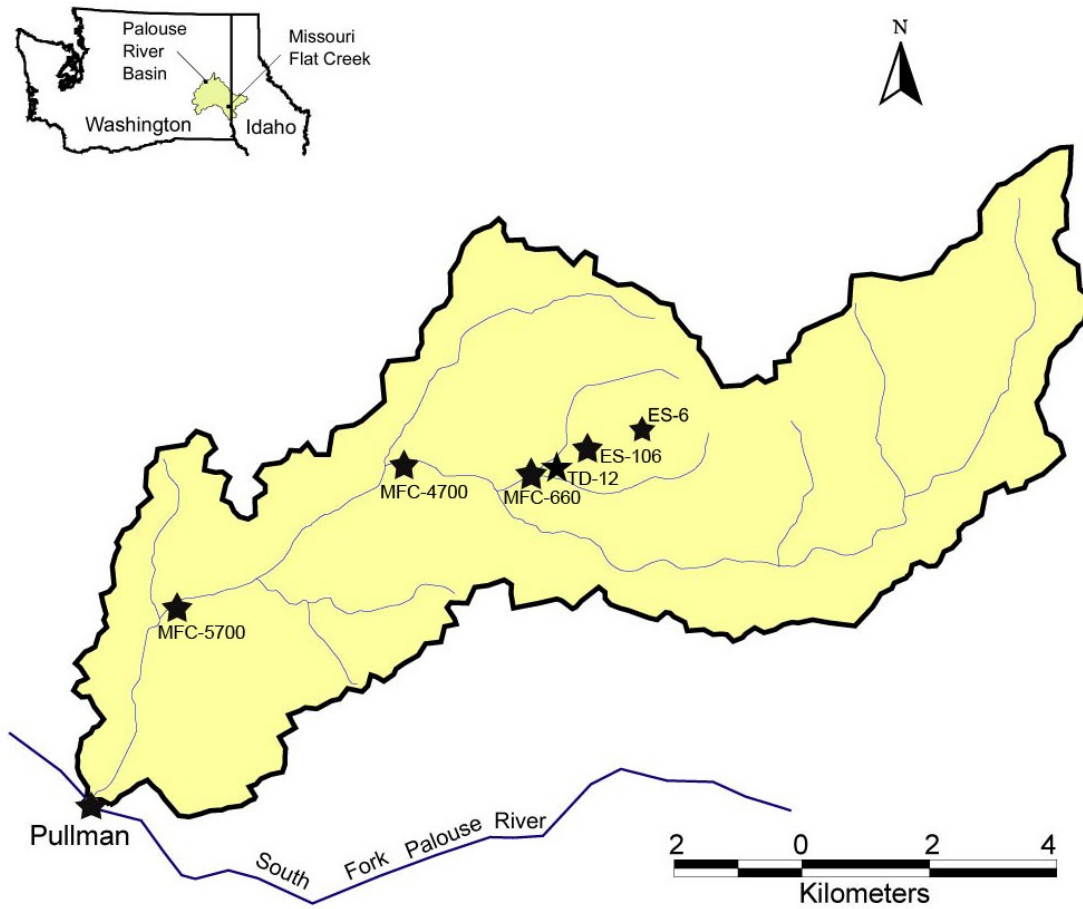 Palouse
River
Basin
Missouri
Flat Creek
Washington
Idaho
N
ES-6
ES-106
TD-12
MFC-660
MFC-4700
MFC-5700
Pullman
South Fork Palouse River
2 0 2 4
Kilometers